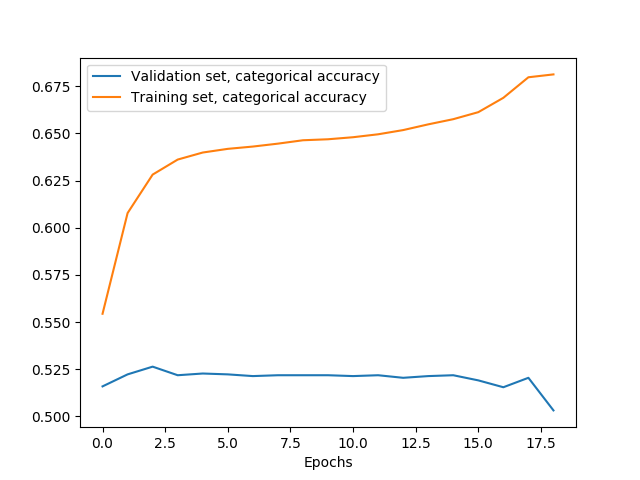 Validation set, categorical accuracy
Training set, categorical accuracy
0.675
0.650
0.625
0.600
0.575
0.550
0.525
0.500
0.0 2.5 5.0 7.5 10.0 12.5 15.0 17.5
Epochs